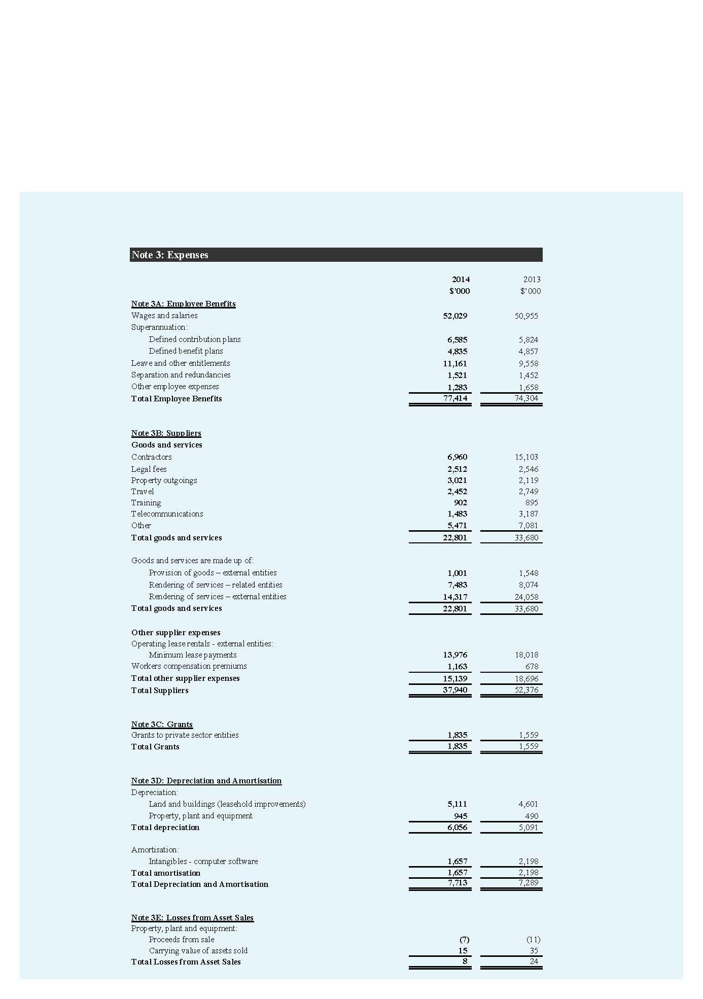 Note 3: Expenses
2014 2013
$’000 $’000
Note 3A: Employee Benefits
Wages and salaries 52,029 50,955
Superannuation:
Defined contribution plans 6,585 5,824
Defined benefit plans 4,835 4,857
Leave and other entitlements 11,161 9,558
Separation and redundancies 1,521 1,452
Other employee expenses 1,283 1,658
Total Employee Benefits 77,414 74,304
Note 3B: Suppliers
Goods and services
Contractors 6,960 15,103
Legal fees 2,512 2,546
Property outgoings 3,021 2,119
Travel 2,452 2,749
Training 902 895
Telecommunications 1,483 3,187
Other 5,471 7,081
Total goods and services 22,801 33,680
Goods and services are made up of:
Provision of goods – external entities 1,001 1,548
Rendering of services – related entities 7,483 8,074
Rendering of services – external entities 14,317 24,058
Total goods and services 22,801 33,680
Other supplier expenses
Operating lease rentals - external entities:
Minimum lease payments 13,976 18,018
Workers compensation premiums 1,163 678
Total other supplier expenses 15,139 18,696
Total Suppliers 37,940 52,376
Note 3C: Grants
Grants to private sector entities 1,835 1,559
Total Grants 1,835 1,559
Note 3D: Depreciation and Amortisation
Depreciation:
Land and buildings (leasehold improvements) 5,111 4,601
Property, plant and equipment 945 490
Total depreciation 6,056 5,091
Amortisation:
Intangibles - computer software 1,657 2,198
Total amortisation 1,657 2,198
Total Depreciation and Amortisation 7,713 7,289
Note 3E: Losses from Asset Sales
Property, plant and equipment:
Proceeds from sale (7) (11)
Carrying value of assets sold 15 35
Total Losses from Asset Sales 8 24